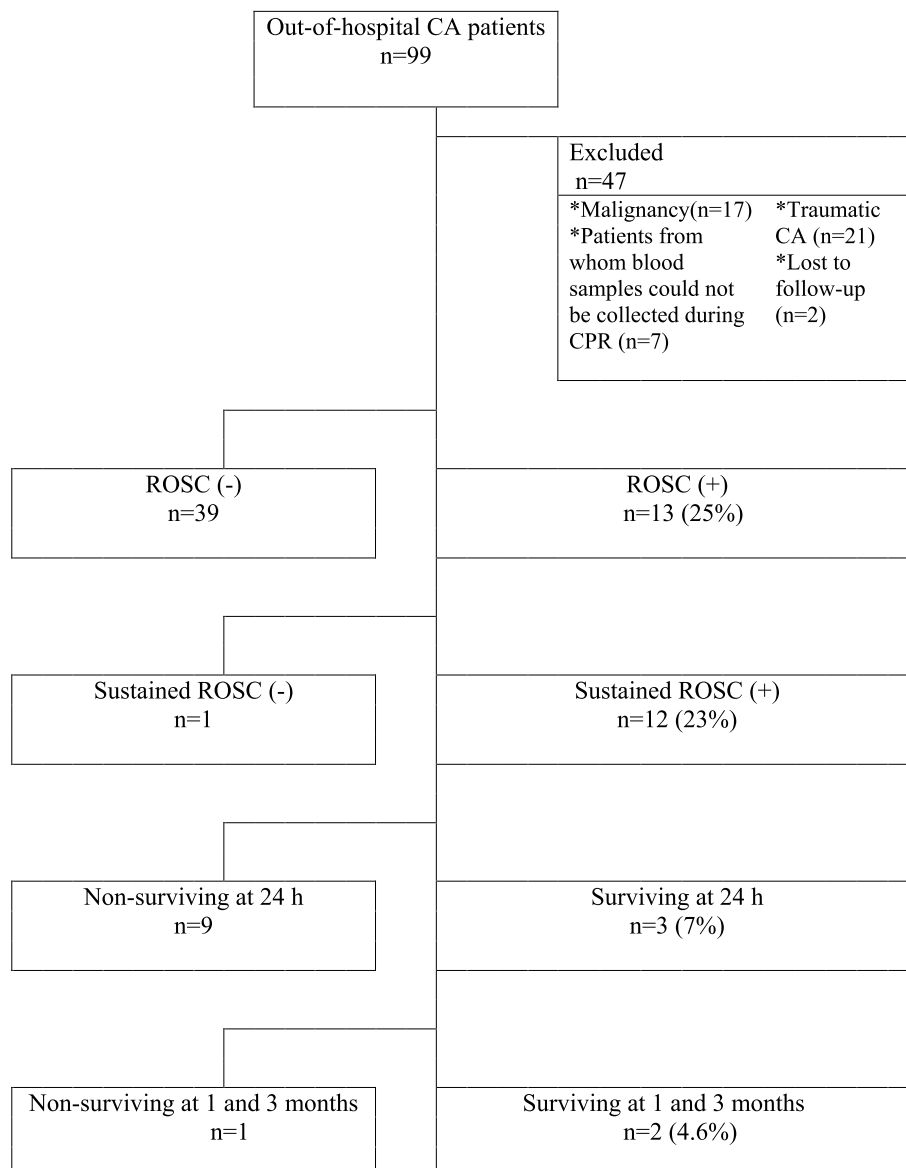 Out-of-hospital CA patients
n=99
Excluded
n=47
*Malignancy(n=17)
*Patients from
whom blood
samples could not
be collected during
CPR (n=7)
*Traumatic
CA (n=21)
*Lost to
follow-up
(n=2)
ROSC (-)
n=39
ROSC (+)
n=13 (25%)
Sustained ROSC (-)
n=1
Sustained ROSC (+)
n=12 (23%)
Non-surviving at 24 h
n=9
Surviving at 24 h
n=3 (7%)
Non-surviving at 1 and 3 months
n=1
Surviving at 1 and 3 months
n=2 (4.6%)